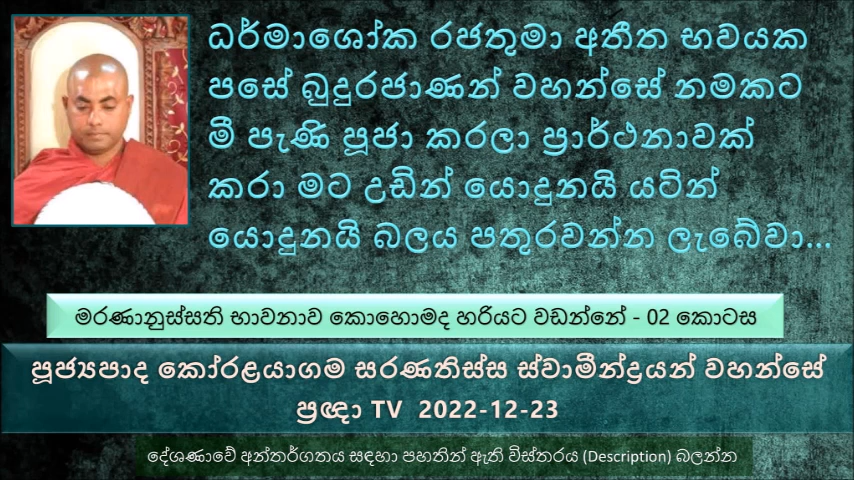 ධර්මාශෝක රජතුමා අතීත භවයක
පසේ බුදුරජාණන් වහන්සේ නමකට
මී පැණි පූජා කරලා ප්‍රාර්ථනාවක්
කරා මට උඩින් යොදුනයි යටින්
යොදුනයි බලය පතුරවන්න ලැබේවා...
මරණානුස්සති භාවනාව කොහොමද හරියට වඩන්නේ - 02 කොටස
පූජ්‍යපාද කෝරළයාගම සරණතිස්ස ස්වාමීන්ද්‍රයන් වහන්සේ
ප්‍රඥා TV 2022-12-23
දේශණාවේ අන්තර්ගතය සඳහා පහතින් ඇති විස්තරය (Description) බලන්න